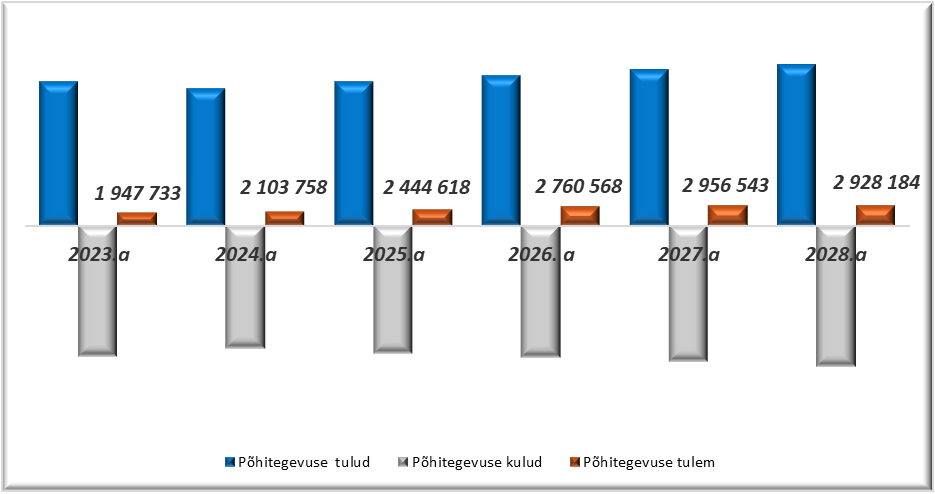 1 947 733
2 103 758
2 444 618
2 760 568
2 956 543
2 928 184
2023.a
2024.a
2025.a
2026. a
2027.a
2028.a
Põhitegevuse tulud
Põhitegevuse kulud
Põhitegevuse tulem